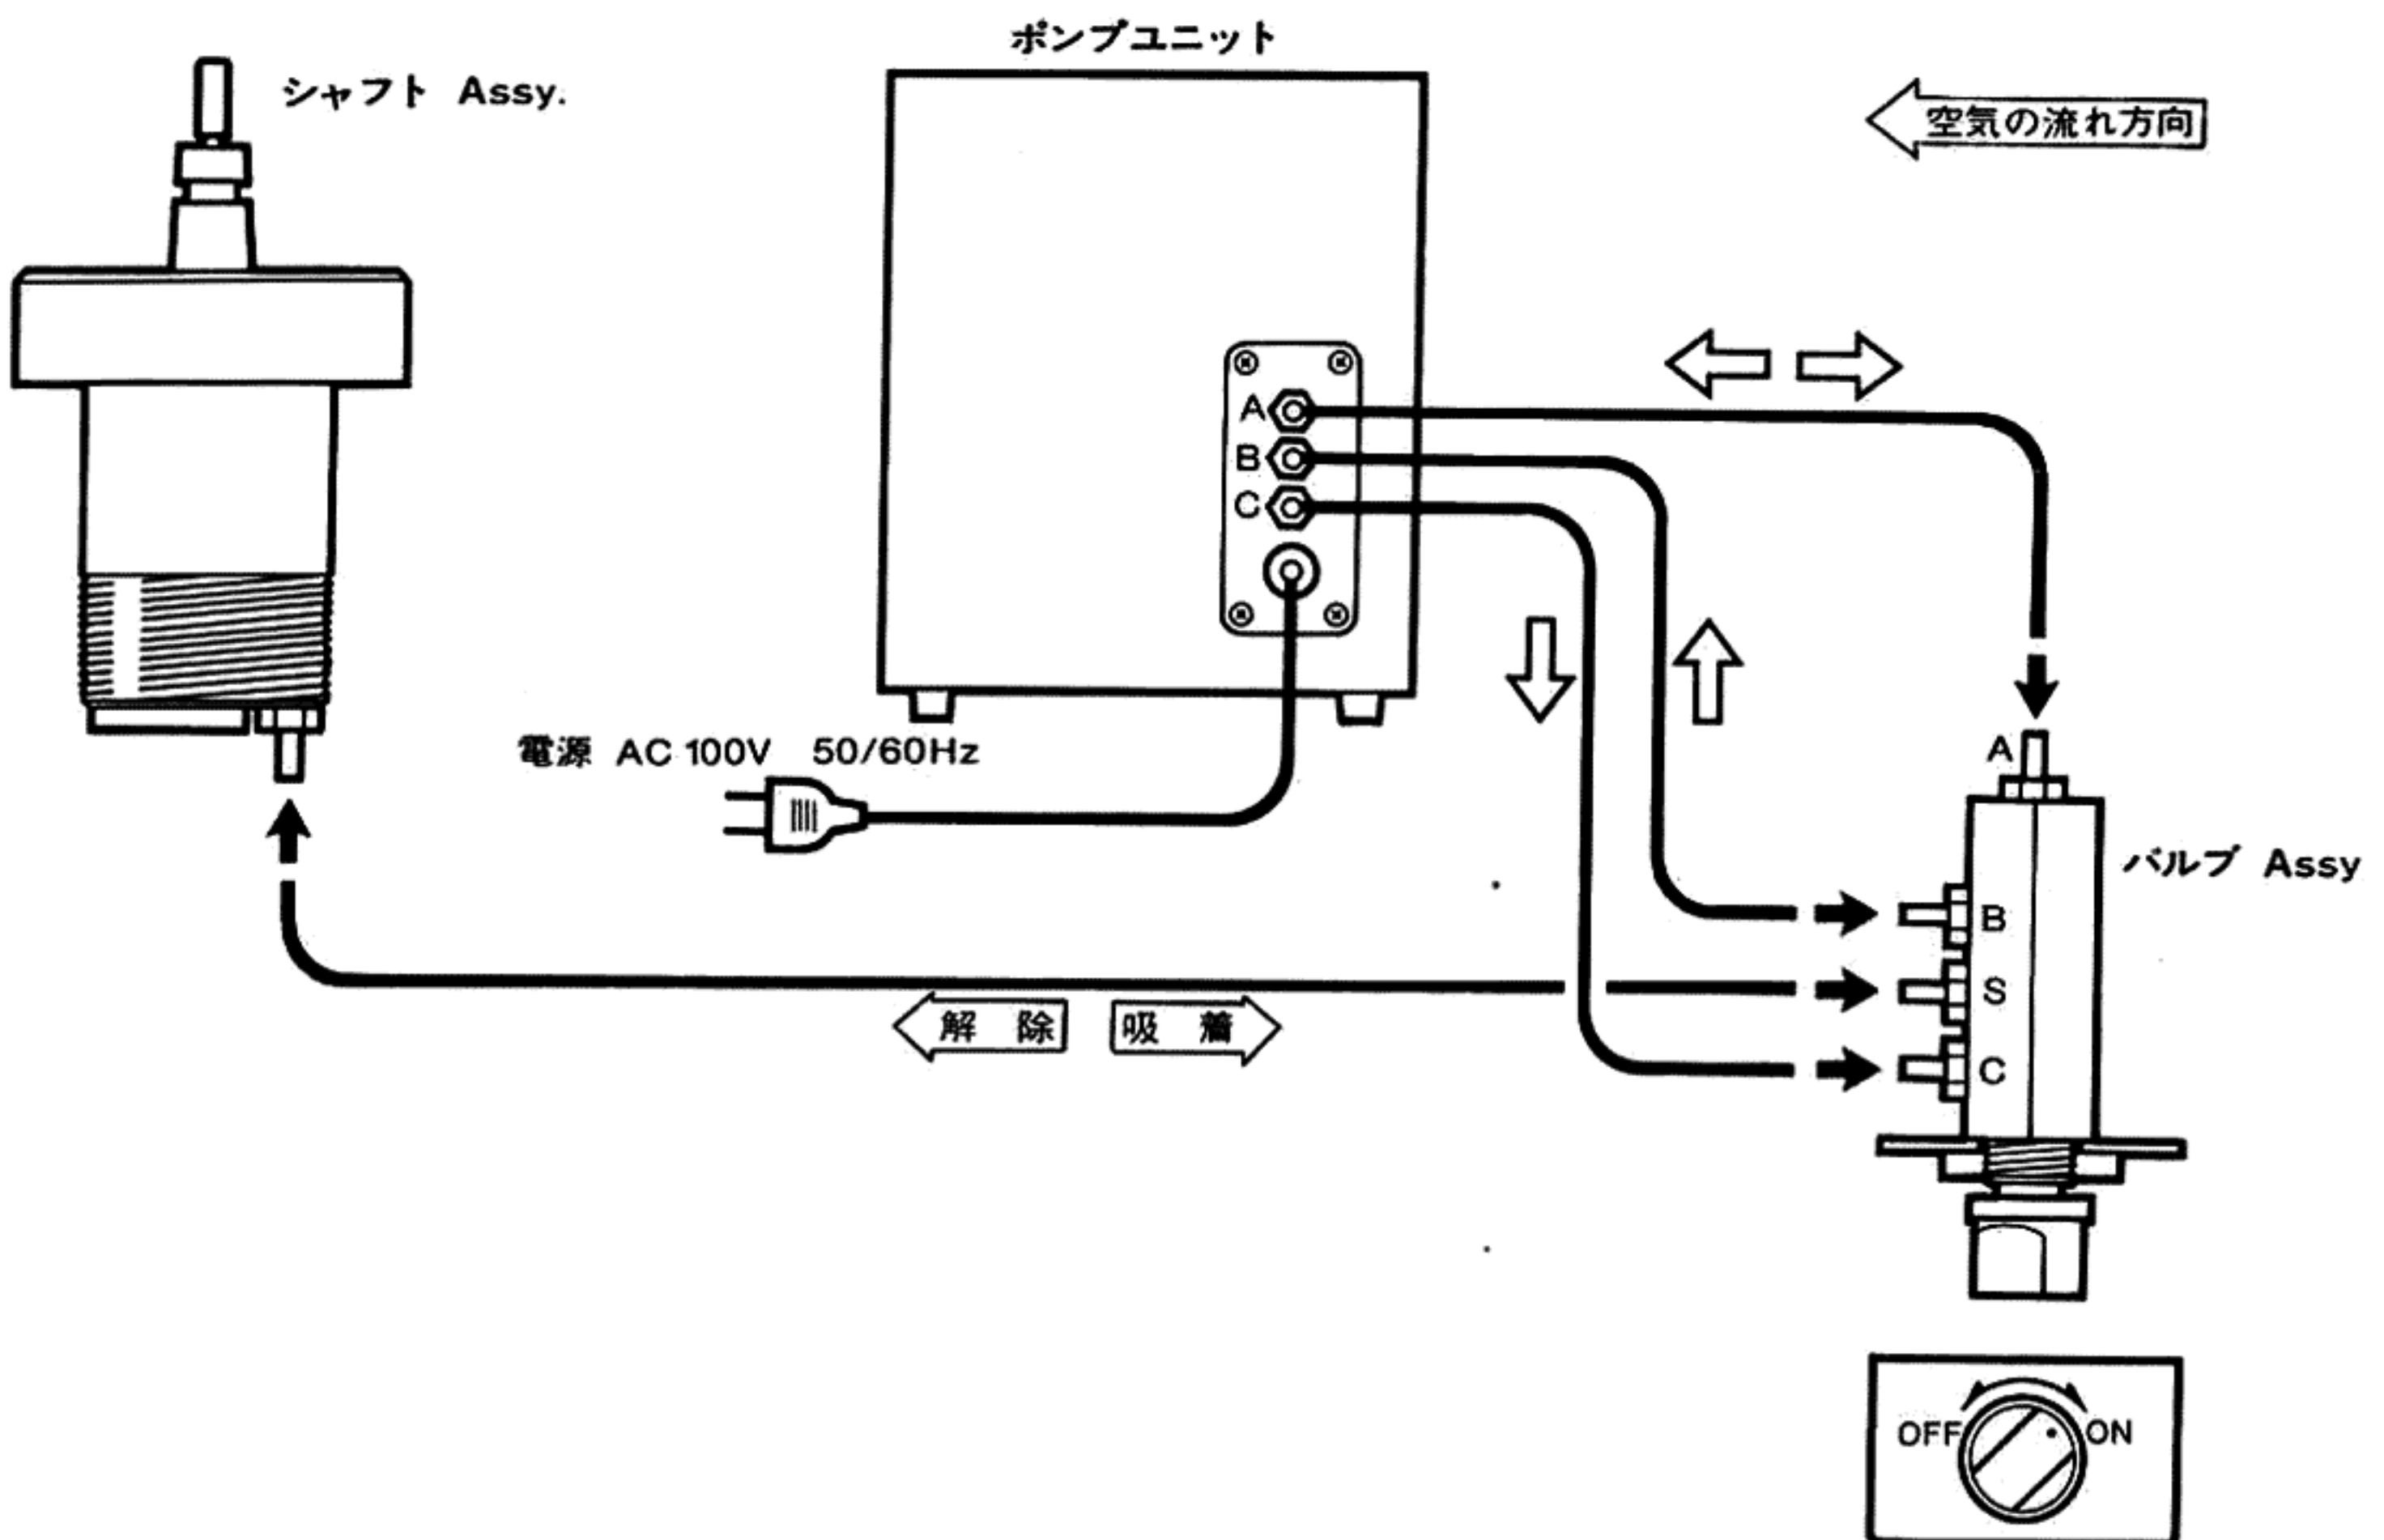 ポンプユニット
シャフト Assy.
空気の流れ方向
A
B
C
電源 AC 100V 50/60Hz
A
バルブ Assy
B
S
C
解 除
吸 着
OFF
ON